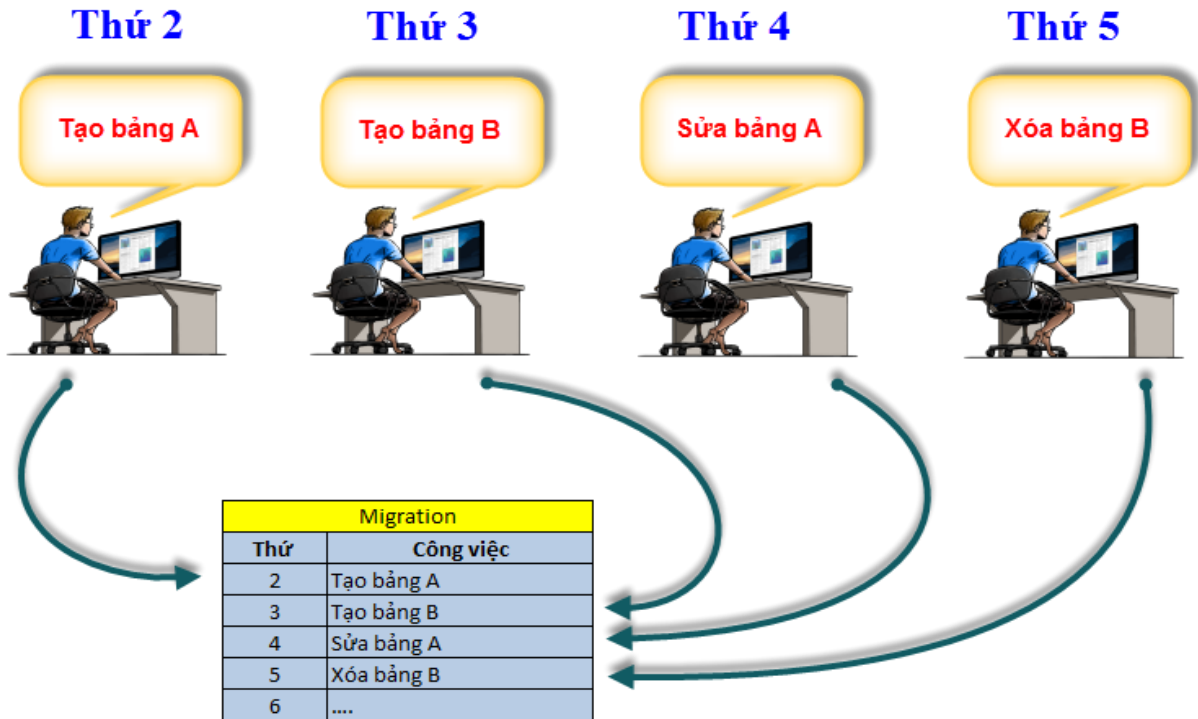 Thứ 2 Thứ 3 Thứ 4 Thứ 5
Tạo bảng A Tạo bảng B Sửa bảng A Xóa bảng B
Migration
Thứ Công việc
2 Tạo bảng A
3 Tạo bảng B
4 Sửa bảng A
5 Xóa bảng B
6 ....